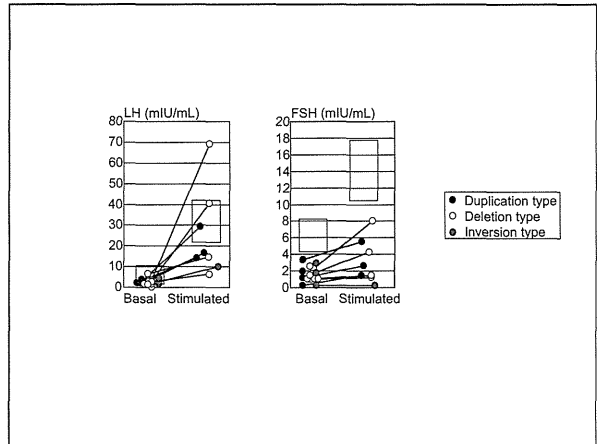 LH (mIU/mL)
80
70
60
50
40
30
20
10
0
Basal Stimulated
FSH (mIU/mL)
20
18
16
14
12
10
8
6
4
2
0
Basal Stimulated
Duplication type
Deletion type
Inversion type